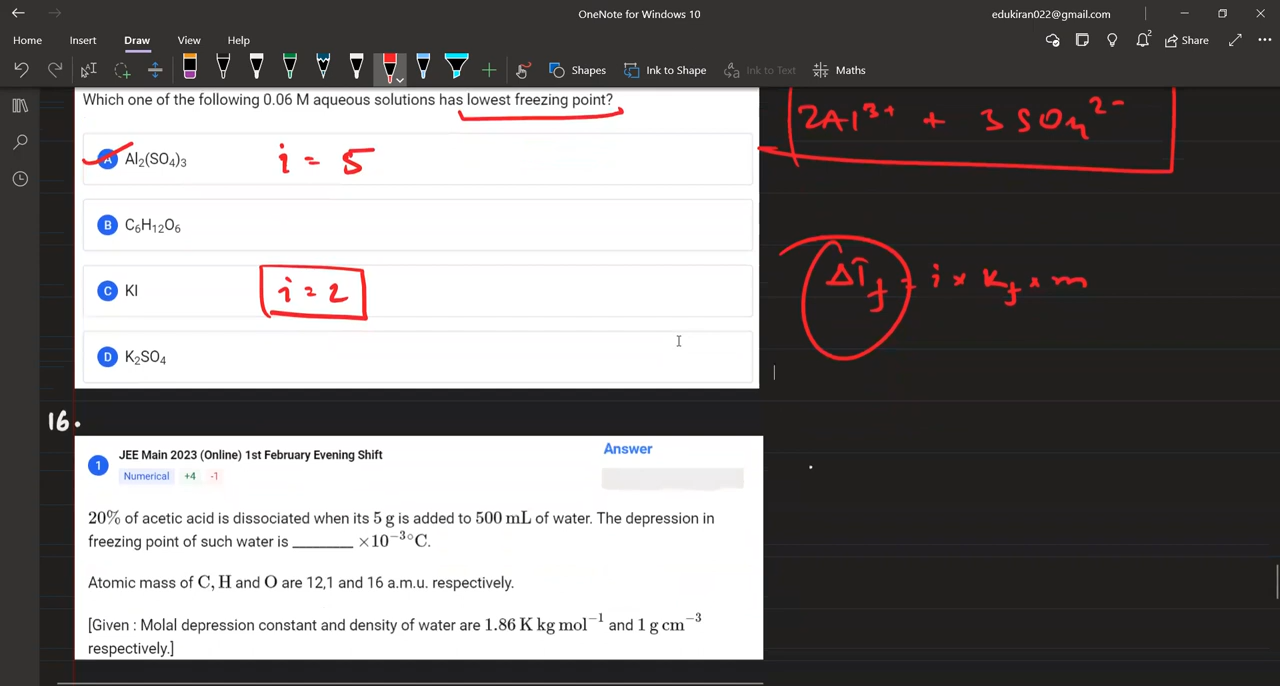 OneNote for Windows 10
edukiran022@gmail.com
Home Insert Draw View Help
Share
Shapes Ink to Shape Ink to Text Maths
Which one of the following 0.06 M aqueous solutions has lowest freezing point?
A Al₂(SO₄)₃ i = 5
2Al³⁺ + 3SO₄²⁻
B C₆H₁₂O₆
C KI i = 2
ΔTf = i × Kf × m
D K₂SO₄
16.
1 JEE Main 2023 (Online) 1st February Evening Shift
Numerical +4 -1
Answer
20% of acetic acid is dissociated when its 5 g is added to 500 mL of water. The depression in
freezing point of such water is ________ ×10⁻³°C.
Atomic mass of C, H and O are 12,1 and 16 a.m.u. respectively.
[Given : Molal depression constant and density of water are 1.86 K kg mol⁻¹ and 1 g cm⁻³
respectively.]